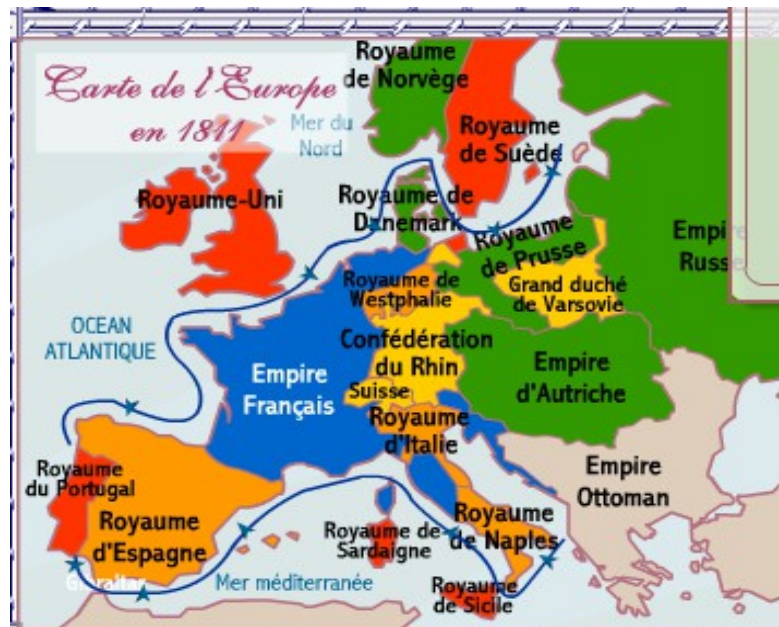 Carte de l'Europe
en 1811
Royaume
de Norvège
Mer du
Nord
Royaume
de Suède
Royaume-Uni
Royaume de
Danemark
Royaume
de Prusse
Empire
Russe
Royaume de
Westphalie
Grand duché
de Varsovie
OCEAN
ATLANTIQUE
Confédération
du Rhin
Empire
Français
Suisse
Empire
d'Autriche
Royaume
d'Italie
Royaume
du Portugal
Royaume
d'Espagne
Empire
Ottoman
Royaume de
Sardaigne
Royaume
de Naples
Gibraltar
Mer méditerranée
Royaume
de Sicile